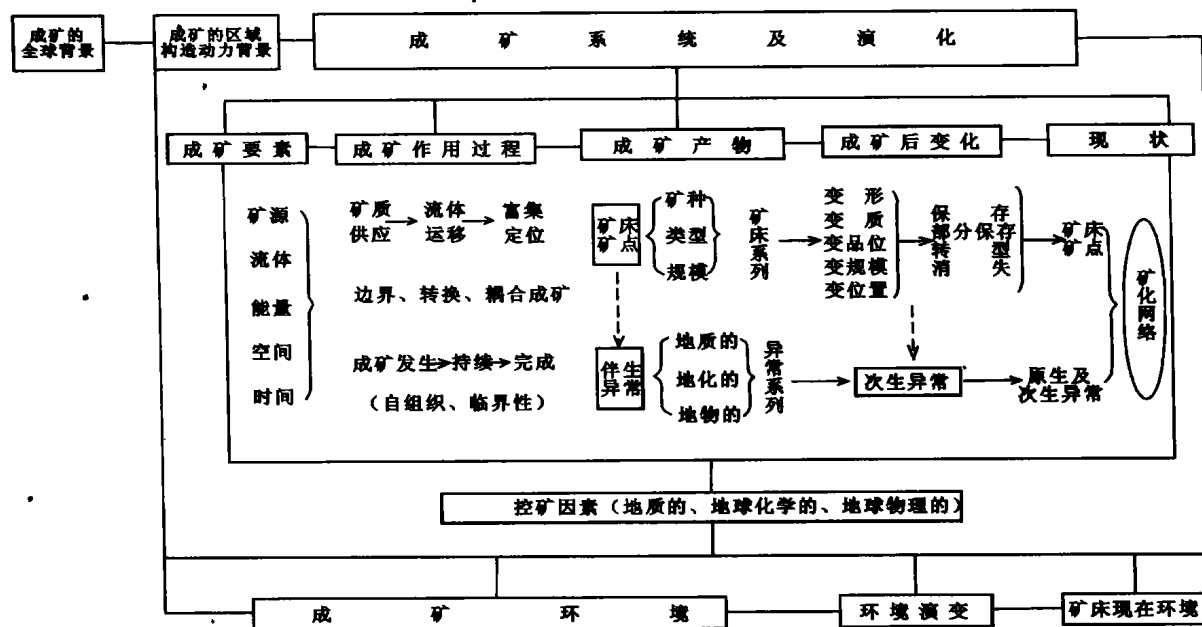 成矿的
全球背景
成矿的区域
构造动力背景
成矿系统及演化
成矿要素
成矿作用过程
成矿产物
成矿后变化
现状
矿源
流体
能量
空间
时间
矿质
供应
流体
运移
富集
定位
边界、转换、耦合成矿
成矿发生 持续 完成
（自组织、临界性）
矿床
矿点
矿种
类型
规模
矿床系列
伴生
异常
地质的
地化的
地物的
异常系列
变形
变质
变品位
变规模
变位置
保存
部分保存
转型
消失
次生异常
矿床
矿点
原生及
次生异常
矿化网络
控矿因素（地质的、地球化学的、地球物理的）
成矿环境
环境演变
矿床现在环境